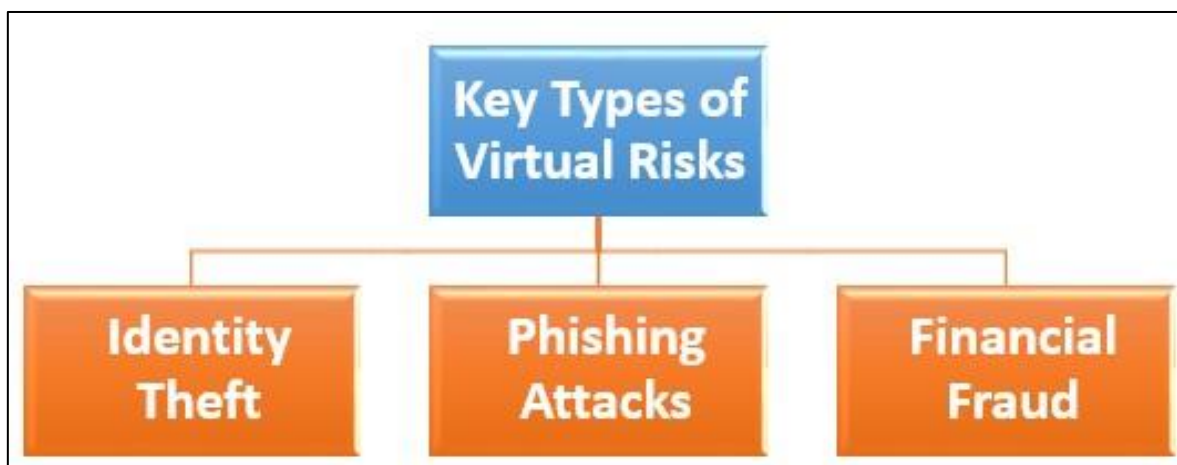 Key Types of
Virtual Risks
Identity
Theft
Phishing
Attacks
Financial
Fraud